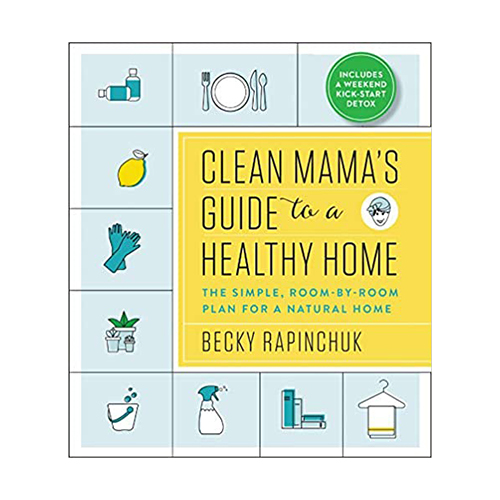 INCLUDES
A WEEKEND
KICK-START
DETOX
CLEAN MAMA'S
GUIDE to a
HEALTHY HOME
THE SIMPLE, ROOM-BY-ROOM
PLAN FOR A NATURAL HOME
BECKY RAPINCHUK